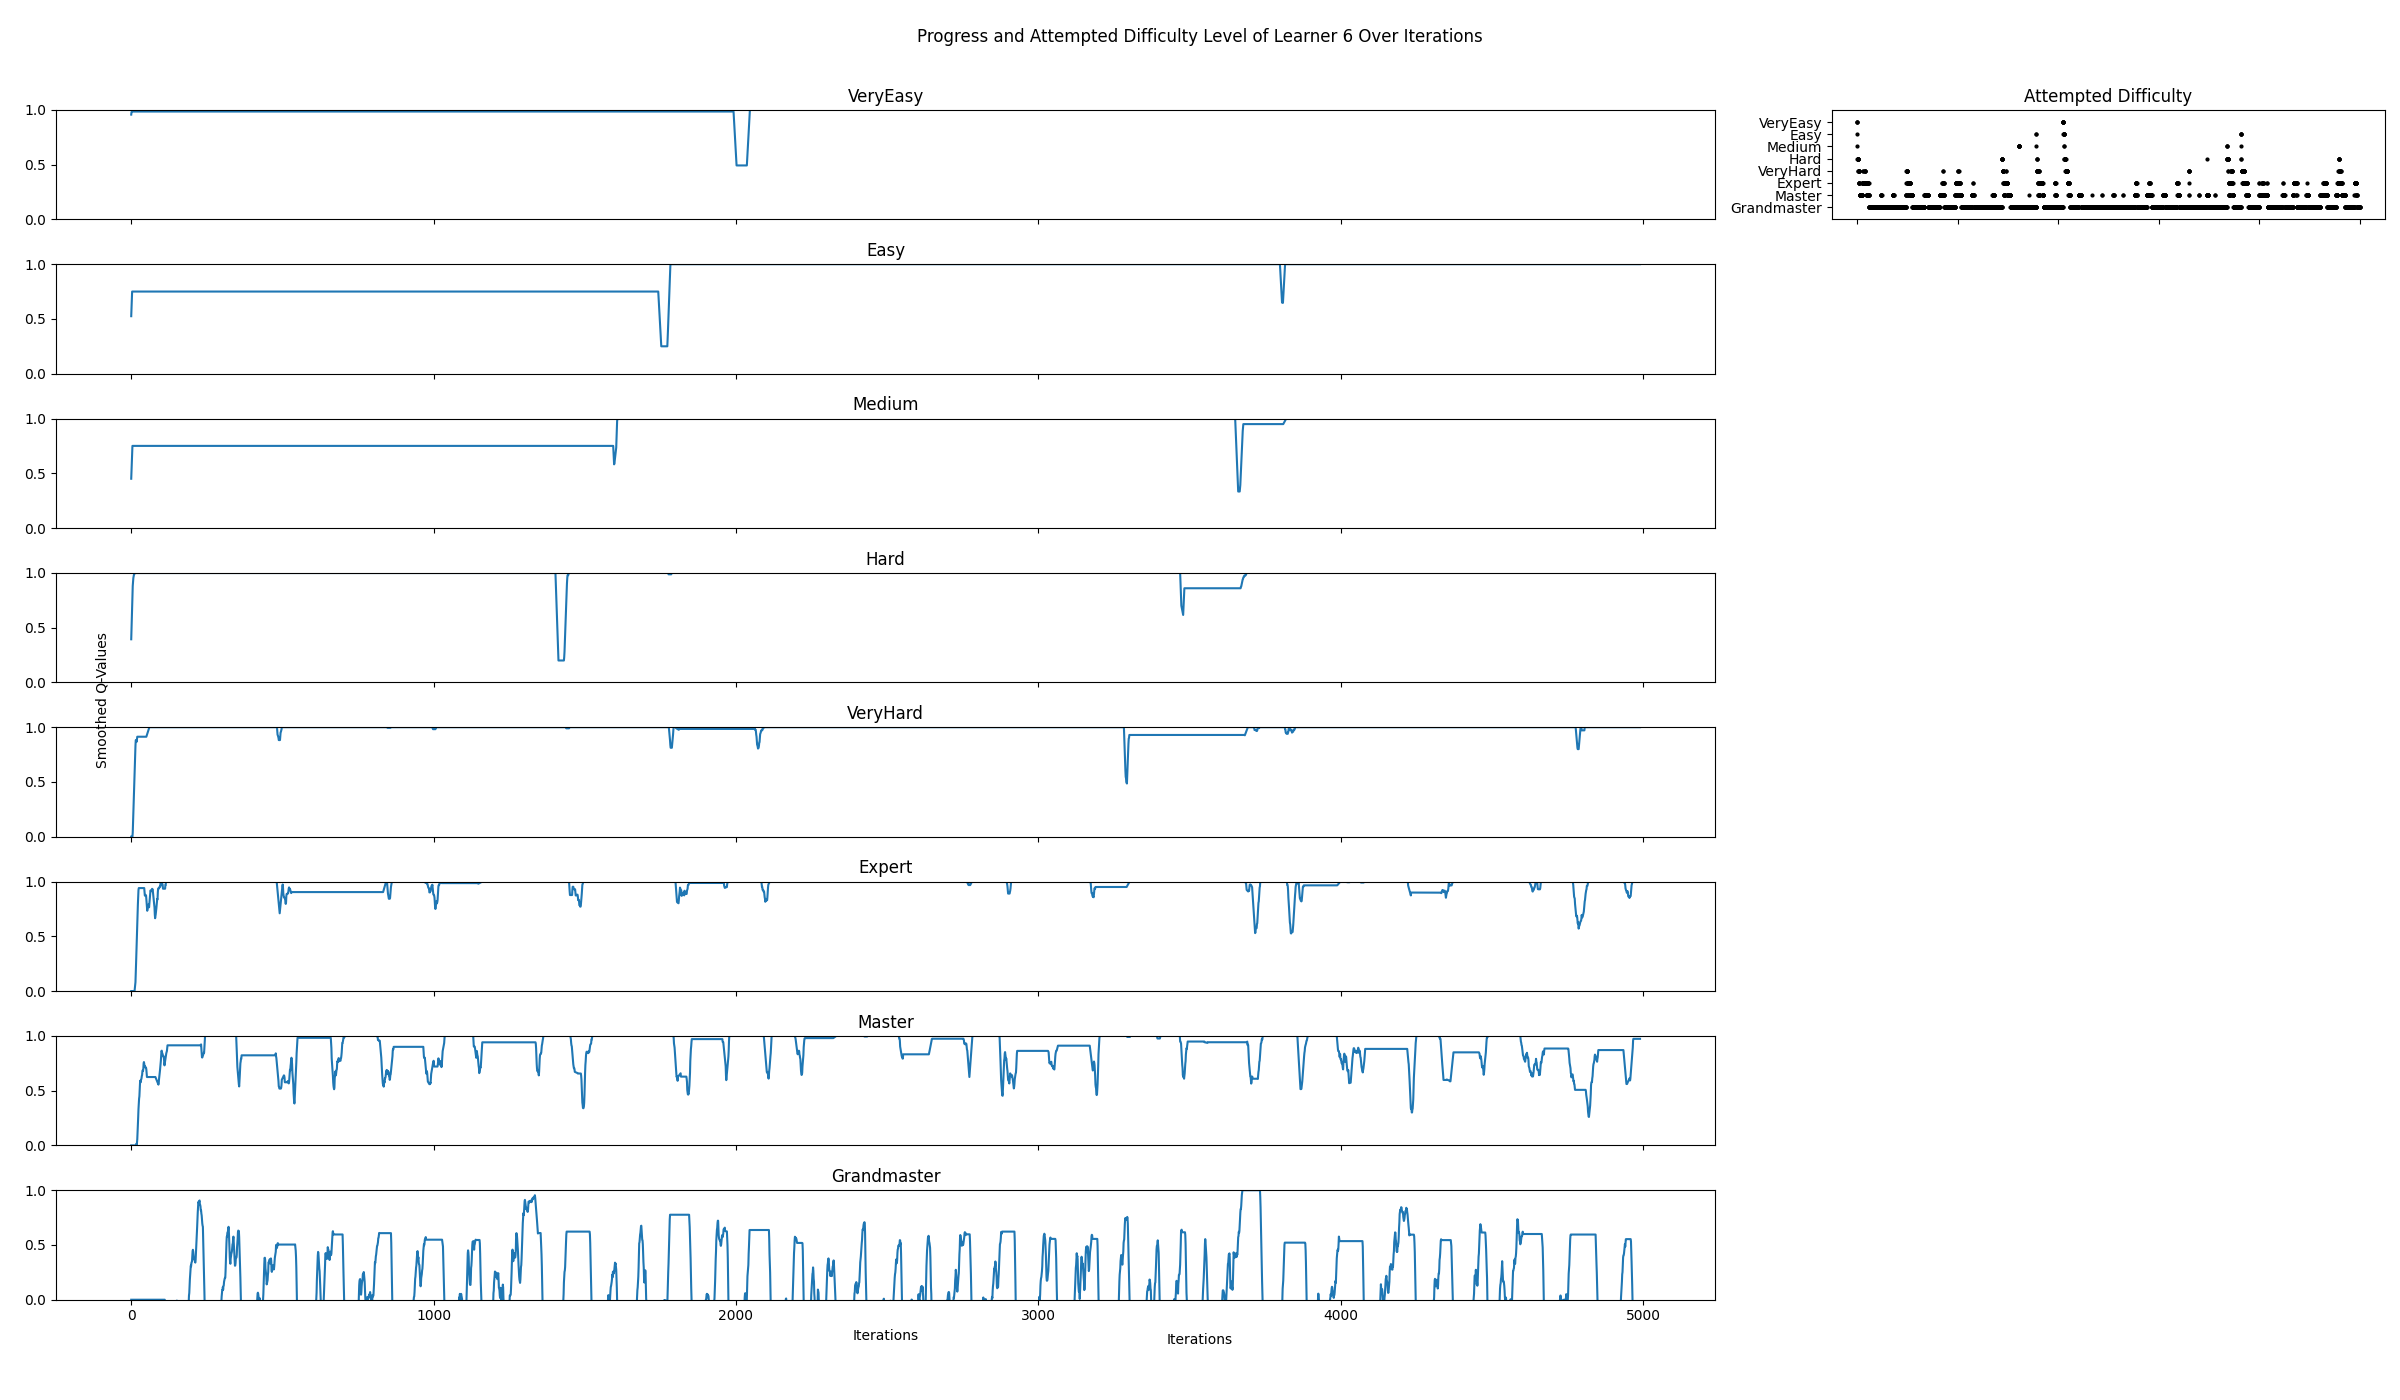 Progress and Attempted Difficulty Level of Learner 6 Over Iterations
VeryEasy
1.0
0.5
0.0
Attempted Difficulty
VeryEasy
Easy
Medium
Hard
VeryHard
Expert
Master
Grandmaster
Easy
1.0
0.5
0.0
Medium
1.0
0.5
0.0
Hard
1.0
0.5
0.0
Smoothed Q-Values
VeryHard
1.0
0.5
0.0
Expert
1.0
0.5
0.0
Master
1.0
0.5
0.0
Grandmaster
1.0
0.5
0.0
0 1000 2000 3000 4000 5000
Iterations
Iterations